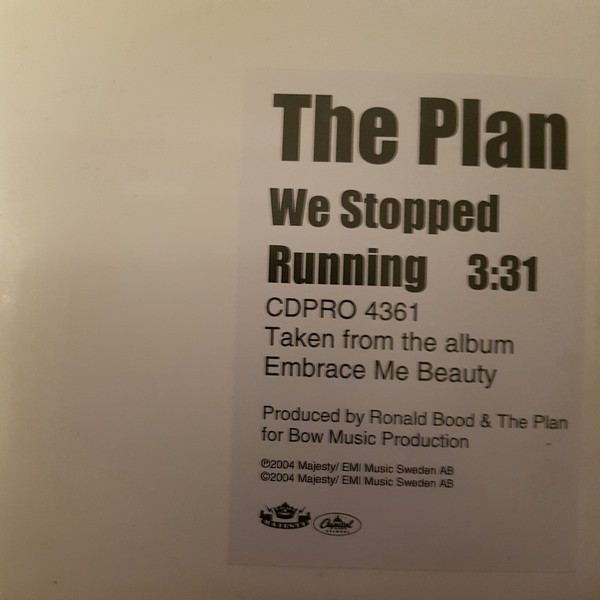 The Plan
We Stopped
Running 3:31
CDPRO 4361
Taken from the album
Embrace Me Beauty
Produced by Ronald Bood & The Plan
for Bow Music Production
℗2004 Majesty/ EMI Music Sweden AB
©2004 Majesty/ EMI Music Sweden AB
MAJESTY Capitol